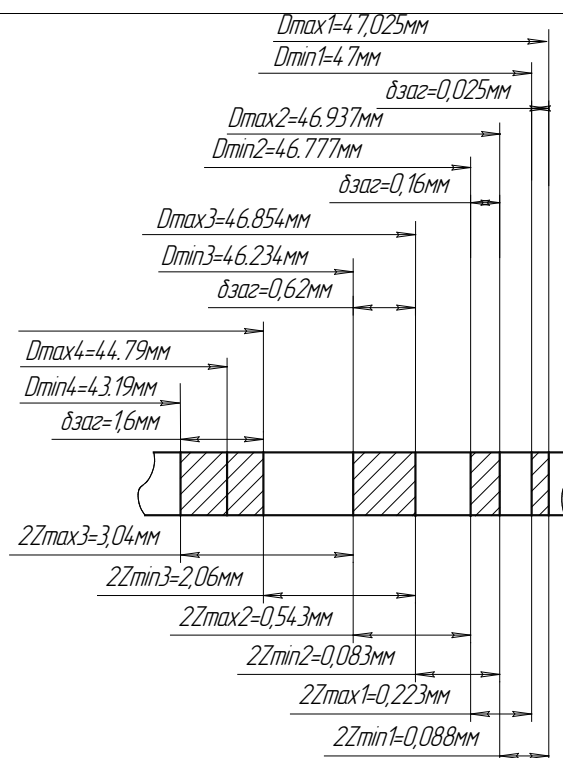 Dmax1=47,025мм
Dmin1=47мм
δзаг=0,025мм
Dmax2=46.937мм
Dmin2=46.777мм
δзаг=0,16мм
Dmax3=46.854мм
Dmin3=46.234мм
δзаг=0,62мм
Dmax4=44.79мм
Dmin4=43.19мм
δзаг=1,6мм
2Zmax3=3,04мм
2Zmin3=2,06мм
2Zmax2=0,543мм
2Zmin2=0,083мм
2Zmax1=0,223мм
2Zmin1=0,088мм